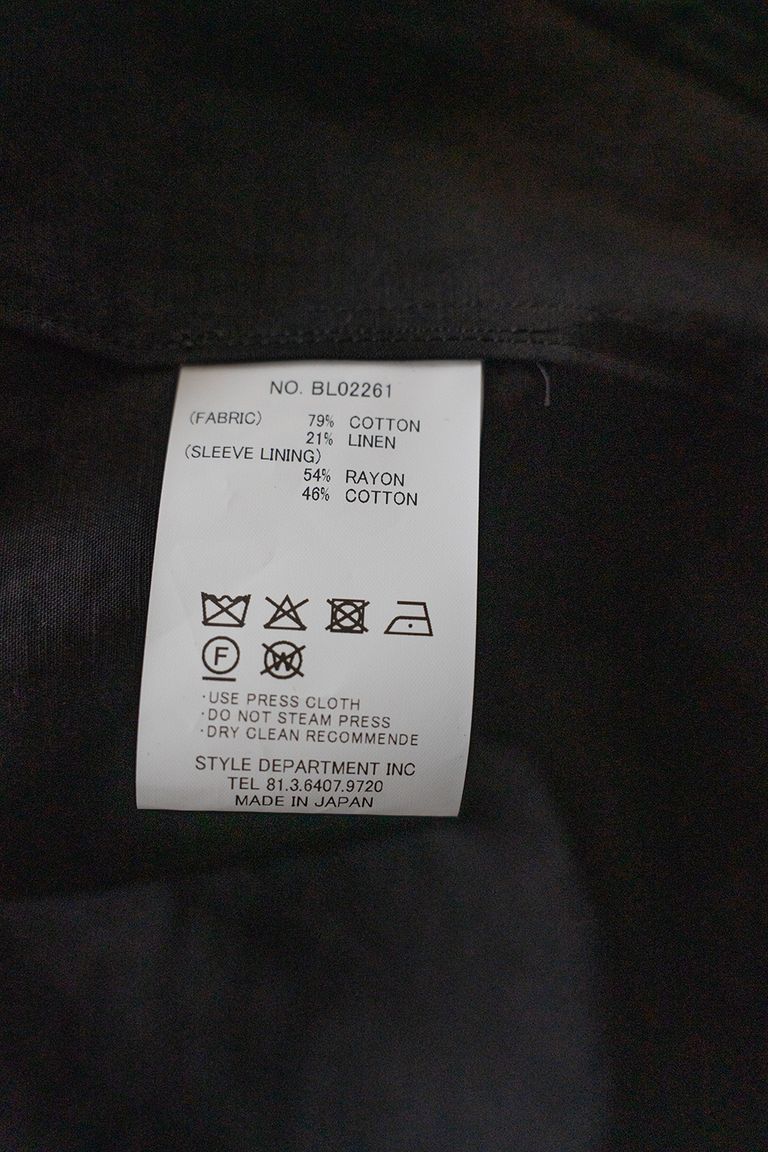 NO. BL02261
(FABRIC) 79% COTTON
21% LINEN
(SLEEVE LINING)
54% RAYON
46% COTTON
F W
·USE PRESS CLOTH
·DO NOT STEAM PRESS
·DRY CLEAN RECOMMENDE
STYLE DEPARTMENT INC
TEL 81.3.6407.9720
MADE IN JAPAN